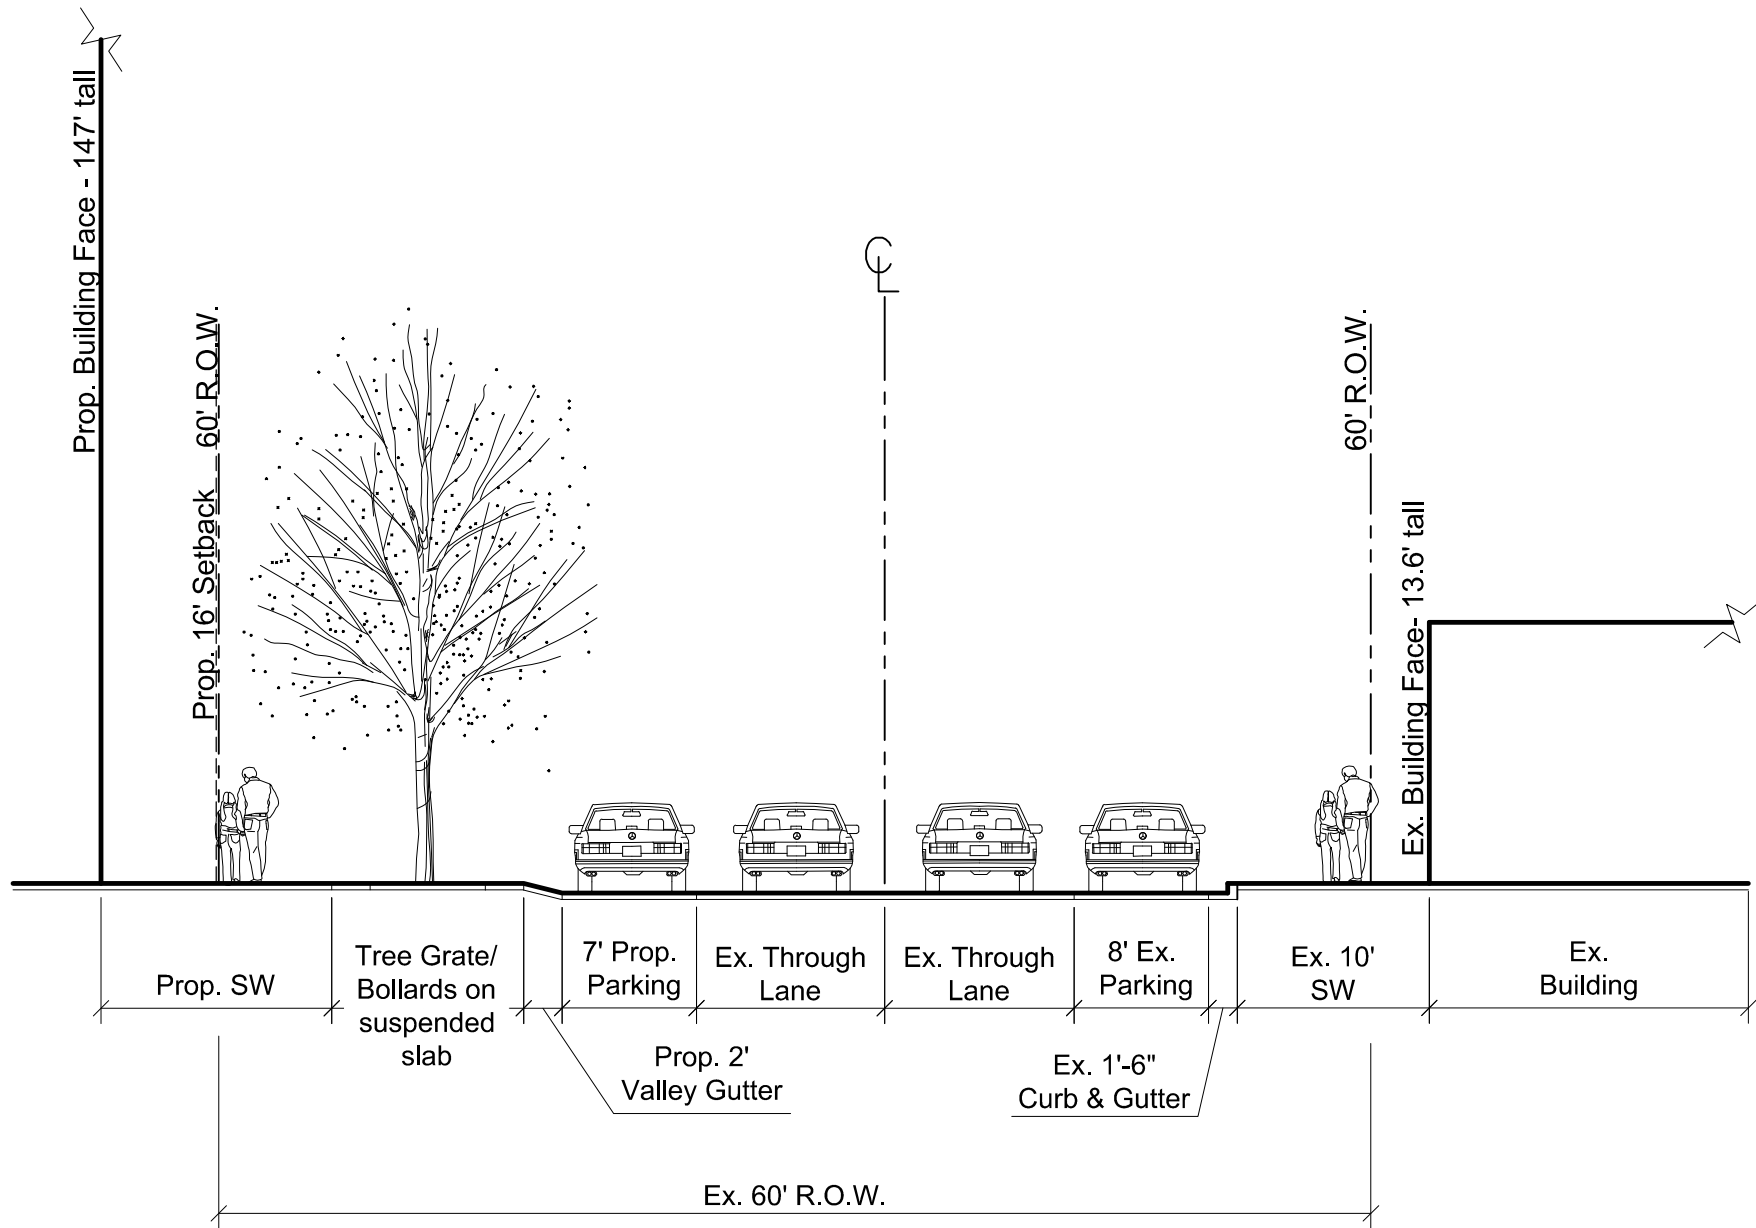 Prop. Building Face - 147' tall
Prop. 16' Setback
60' R.O.W.
CL
60' R.O.W.
Ex. Building Face- 13.6' tall
Prop. SW
Tree Grate/
Bollards on
suspended
slab
7' Prop.
Parking
Ex. Through
Lane
Ex. Through
Lane
8' Ex.
Parking
Ex. 10'
SW
Ex.
Building
Prop. 2'
Valley Gutter
Ex. 1'-6"
Curb & Gutter
Ex. 60' R.O.W.